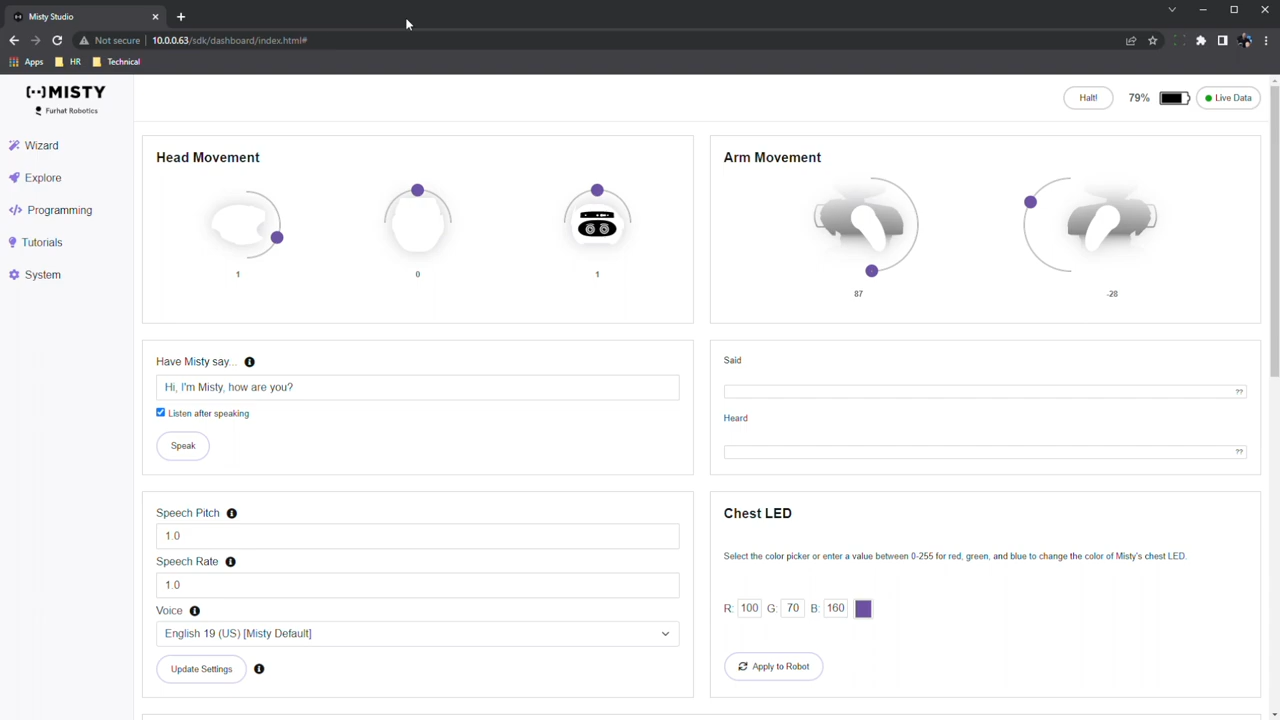 Misty Studio
Not secure 10.0.0.63/sdk/dashboard/index.html#
Apps HR Technical
(··)MISTY
Furhat Robotics
Halt! 79% Live Data
Wizard
Explore
Programming
Tutorials
System
Head Movement
1 0 1
Arm Movement
87 -28
Have Misty say...
Hi, I'm Misty, how are you?
Listen after speaking
Speak
Said
??
Heard
??
Speech Pitch
1.0
Speech Rate
1.0
Voice
English 19 (US) [Misty Default]
Update Settings
Chest LED
Select the color picker or enter a value between 0-255 for red, green, and blue to change the color of Misty's chest LED.
R: 100 G: 70 B: 160
Apply to Robot